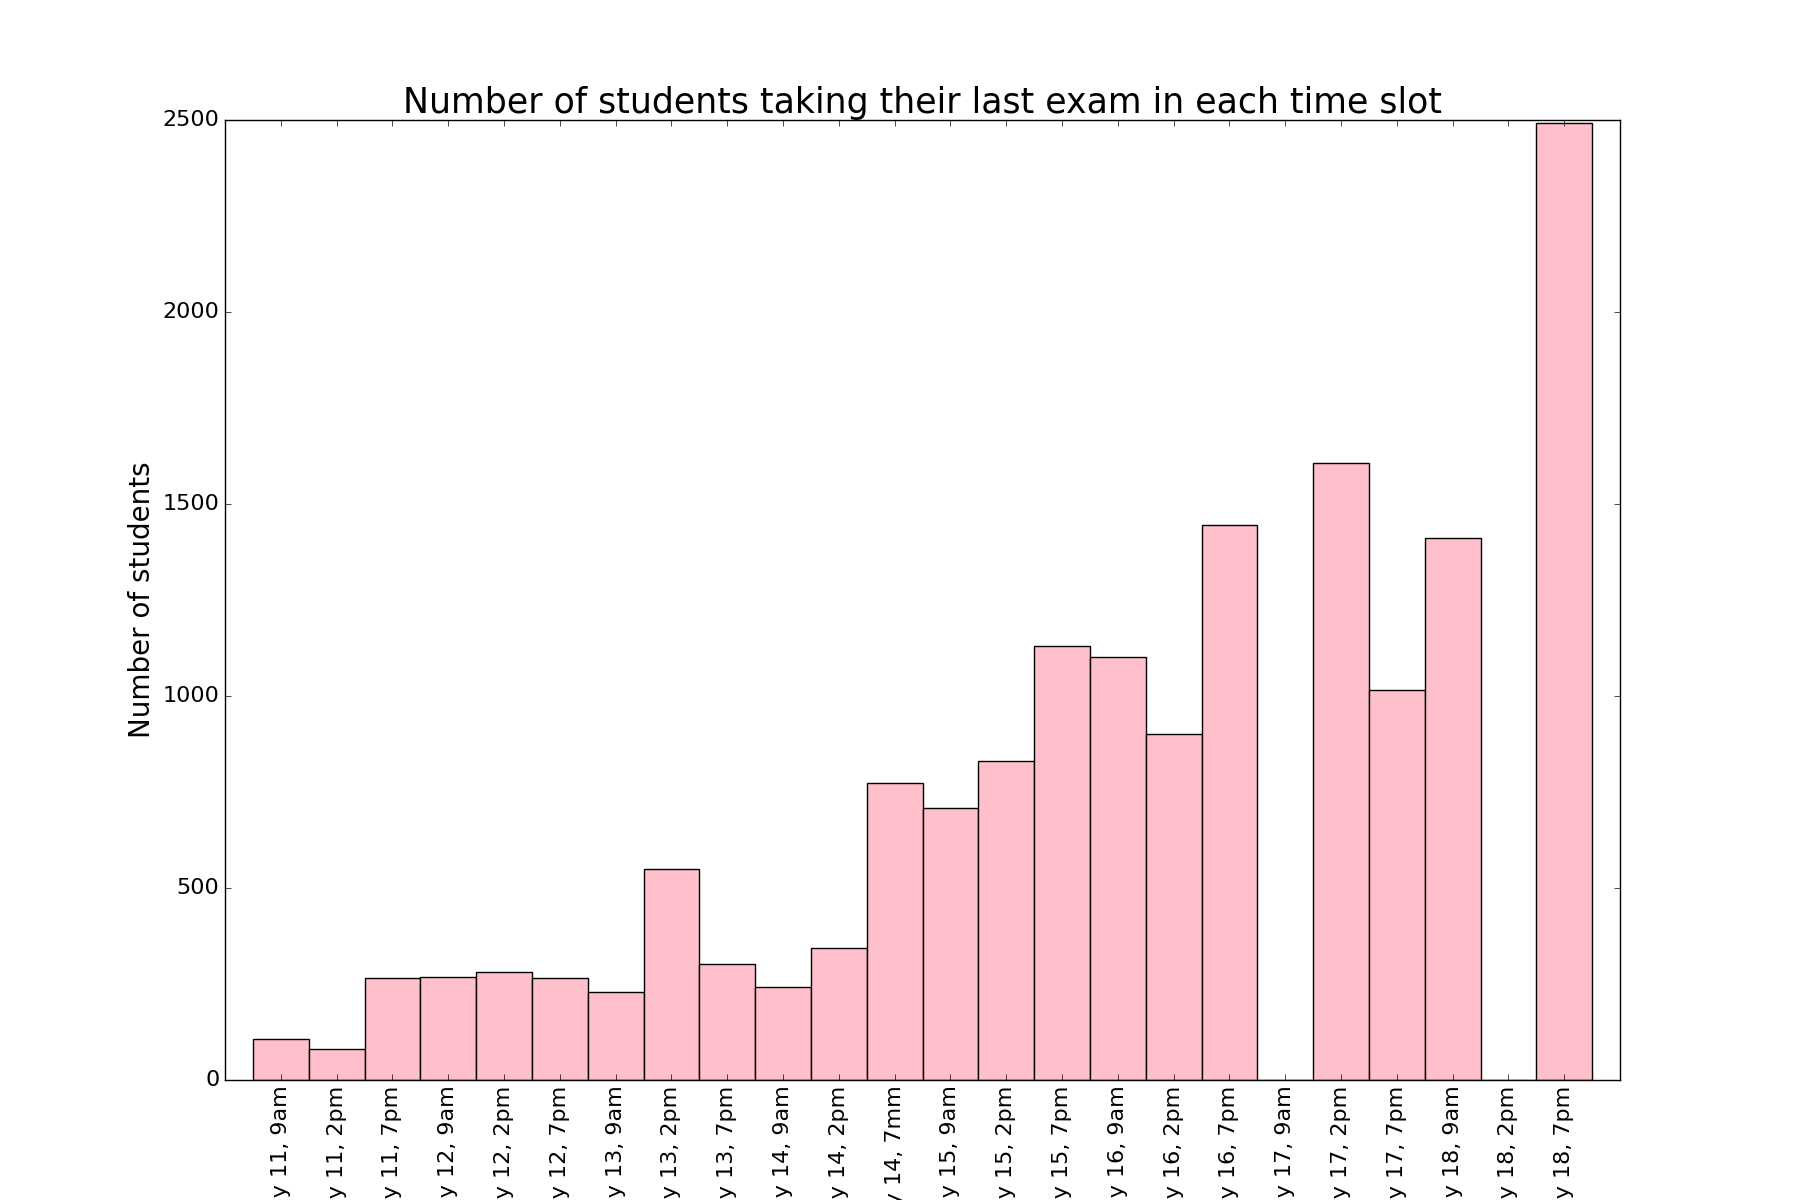 Number of students taking their last exam in each time slot
Number of students
2500
2000
1500
1000
500
0
y 11, 9am
y 11, 2pm
y 11, 7pm
y 12, 9am
y 12, 2pm
y 12, 7pm
y 13, 9am
y 13, 2pm
y 13, 7pm
y 14, 9am
y 14, 2pm
y 14, 7mm
y 15, 9am
y 15, 2pm
y 15, 7pm
y 16, 9am
y 16, 2pm
y 16, 7pm
y 17, 9am
y 17, 2pm
y 17, 7pm
y 18, 9am
y 18, 2pm
y 18, 7pm